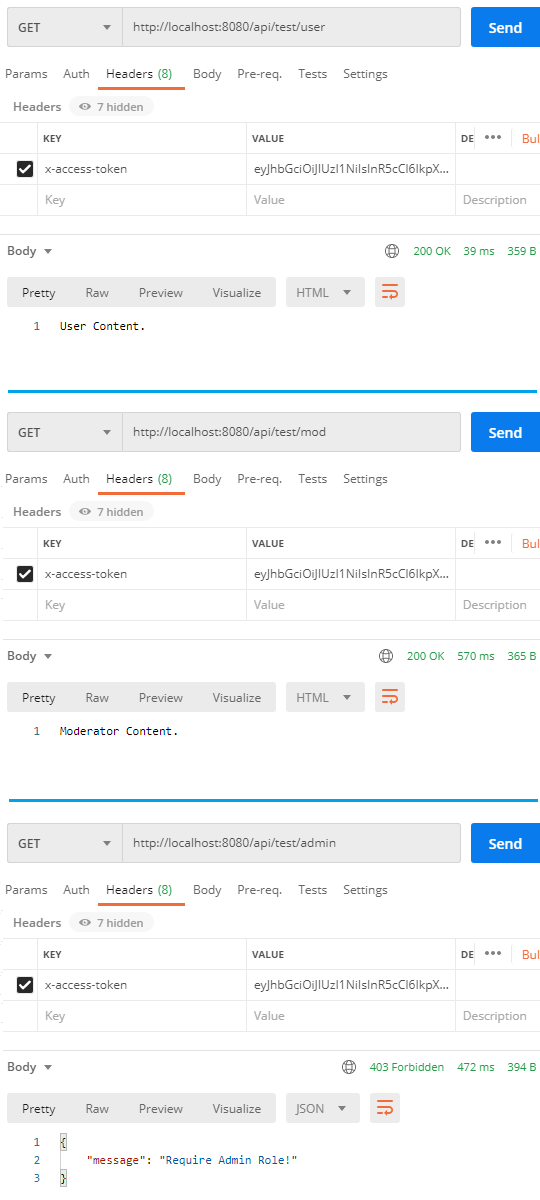 GET http://localhost:8080/api/test/user Send
Params Auth Headers (8) Body Pre-req. Tests Settings
Headers 7 hidden
KEY VALUE DE ••• Bul
x-access-token eyJhbGciOiJIUzI1NiIsInR5cCI6IkpX...
Key Value Description
Body 200 OK 39 ms 359 B
Pretty Raw Preview Visualize HTML
1 User Content.
GET http://localhost:8080/api/test/mod Send
Params Auth Headers (8) Body Pre-req. Tests Settings
Headers 7 hidden
KEY VALUE DE ••• Bul
x-access-token eyJhbGciOiJIUzI1NiIsInR5cCI6IkpX...
Key Value Description
Body 200 OK 570 ms 365 B
Pretty Raw Preview Visualize HTML
1 Moderator Content.
GET http://localhost:8080/api/test/admin Send
Params Auth Headers (8) Body Pre-req. Tests Settings
Headers 7 hidden
KEY VALUE DE ••• Bul
x-access-token eyJhbGciOiJIUzI1NiIsInR5cCI6IkpX...
Key Value Description
Body 403 Forbidden 472 ms 394 B
Pretty Raw Preview Visualize JSON
1 {
2 "message": "Require Admin Role!"
3 }